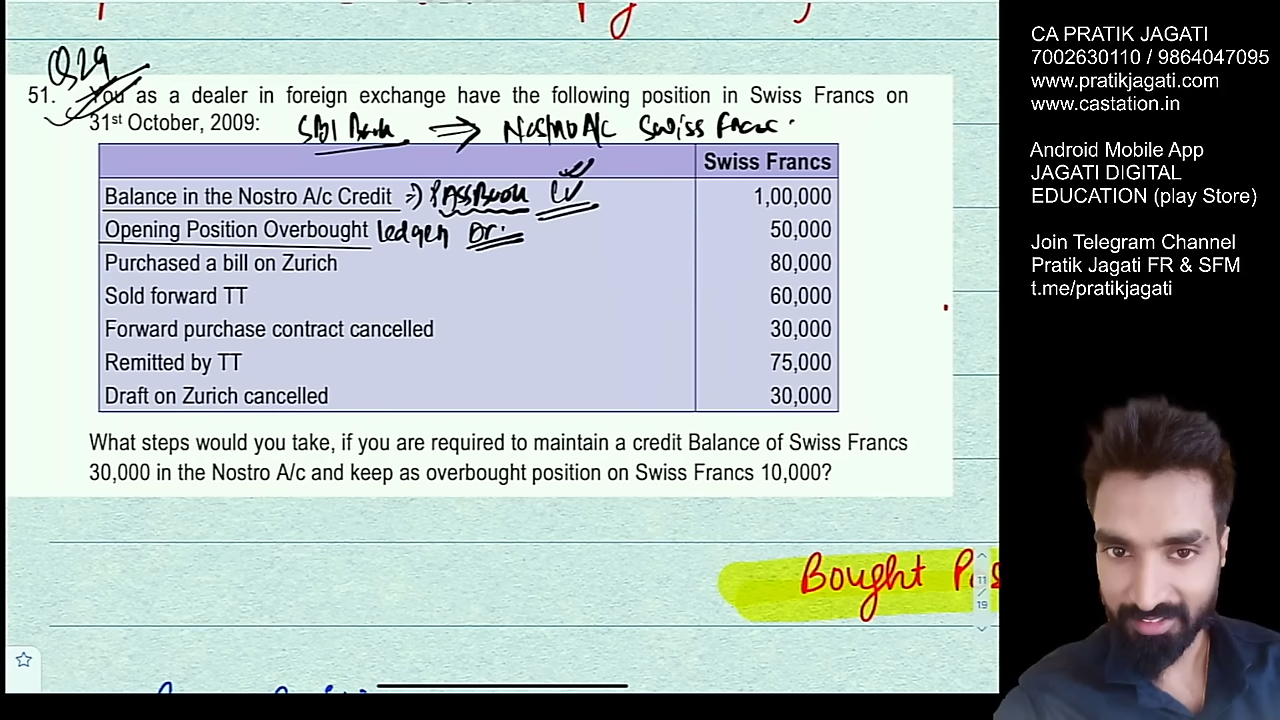 Q29
51. You as a dealer in foreign exchange have the following position in Swiss Francs on
31st October, 2009: SBI Bank ⇒ Nostro A/c Swiss Franc.
Swiss Francs
Balance in the Nostro A/c Credit ⇒ PassBook Cr 1,00,000
Opening Position Overbought ledger Dr. 50,000
Purchased a bill on Zurich 80,000
Sold forward TT 60,000
Forward purchase contract cancelled 30,000
Remitted by TT 75,000
Draft on Zurich cancelled 30,000
What steps would you take, if you are required to maintain a credit Balance of Swiss Francs
30,000 in the Nostro A/c and keep as overbought position on Swiss Francs 10,000?
Bought
11
/
19
CA PRATIK JAGATI
7002630110 / 9864047095
www.pratikjagati.com
www.castation.in
Android Mobile App
JAGATI DIGITAL
EDUCATION (play Store)
Join Telegram Channel
Pratik Jagati FR & SFM
t.me/pratikjagati